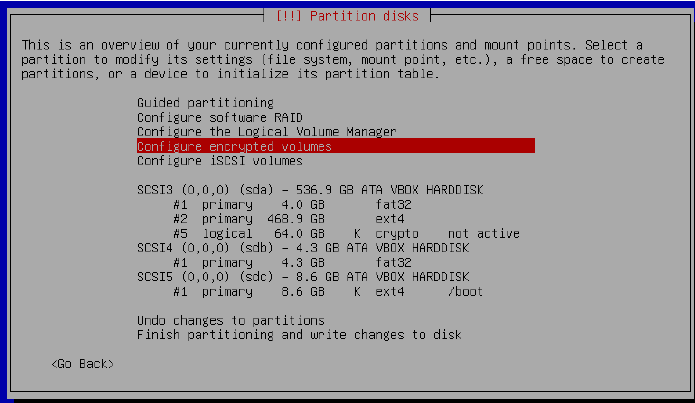 [!!] Partition disks
This is an overview of your currently configured partitions and mount points. Select a
partition to modify its settings (file system, mount point, etc.), a free space to create
partitions, or a device to initialize its partition table.
Guided partitioning
Configure software RAID
Configure the Logical Volume Manager
Configure encrypted volumes
Configure iSCSI volumes
SCSI3 (0,0,0) (sda) - 536.9 GB ATA VBOX HARDDISK
#1 primary 4.0 GB fat32
#2 primary 468.9 GB ext4
#5 logical 64.0 GB K crypto not active
SCSI4 (0,0,0) (sdb) - 4.3 GB ATA VBOX HARDDISK
#1 primary 4.3 GB fat32
SCSI5 (0,0,0) (sdc) - 8.6 GB ATA VBOX HARDDISK
#1 primary 8.6 GB K ext4 /boot
Undo changes to partitions
Finish partitioning and write changes to disk
<Go Back>